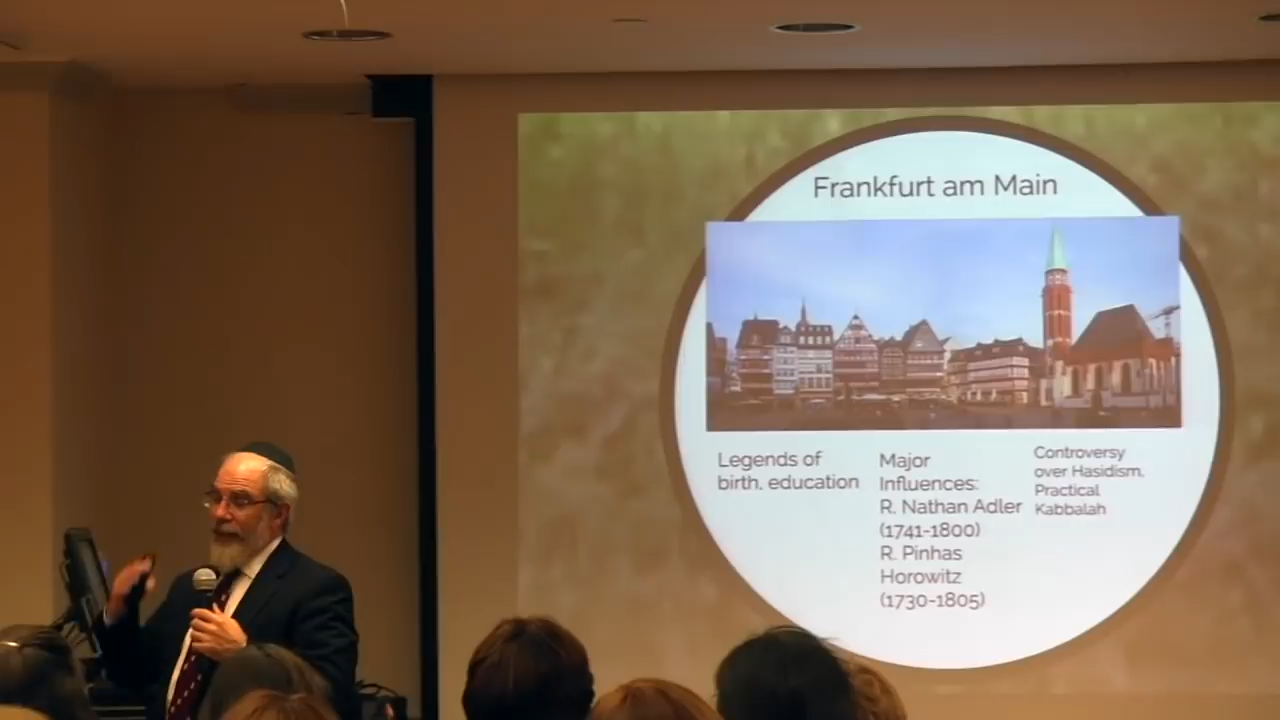 Frankfurt am Main
Legends of
birth, education
Major
Influences:
R. Nathan Adler
(1741-1800)
R. Pinhas
Horowitz
(1730-1805)
Controversy
over Hasidism,
Practical
Kabbalah